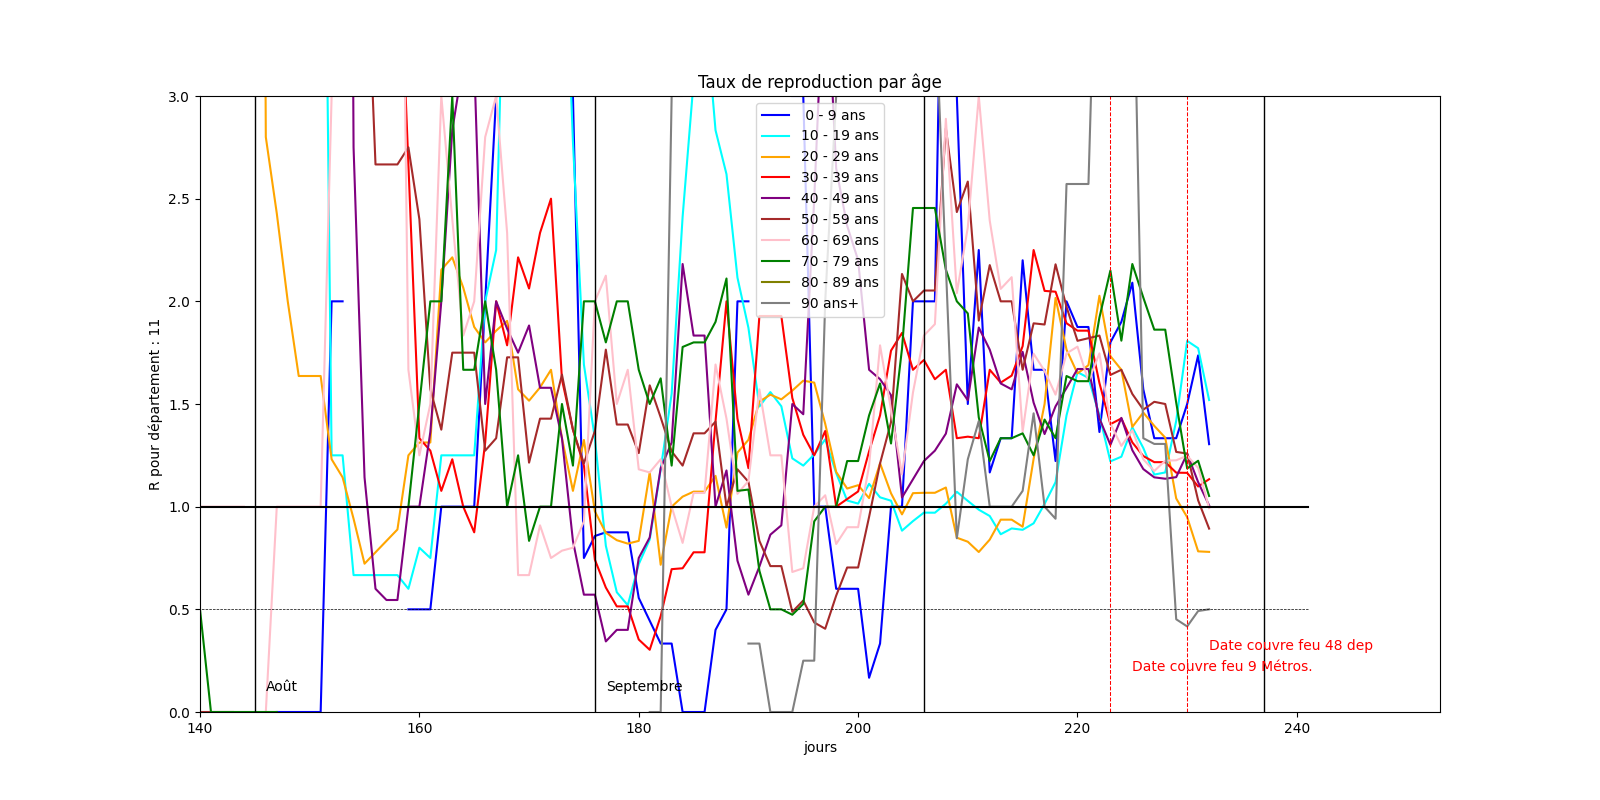 Taux de reproduction par âge
R pour département : 11
3.0
2.5
2.0
1.5
1.0
0.5
0.0
0 - 9 ans
10 - 19 ans
20 - 29 ans
30 - 39 ans
40 - 49 ans
50 - 59 ans
60 - 69 ans
70 - 79 ans
80 - 89 ans
90 ans+
Date couvre feu 48 dep
Date couvre feu 9 Métros.
Août
Septembre
140
160
180
200
220
240
jours